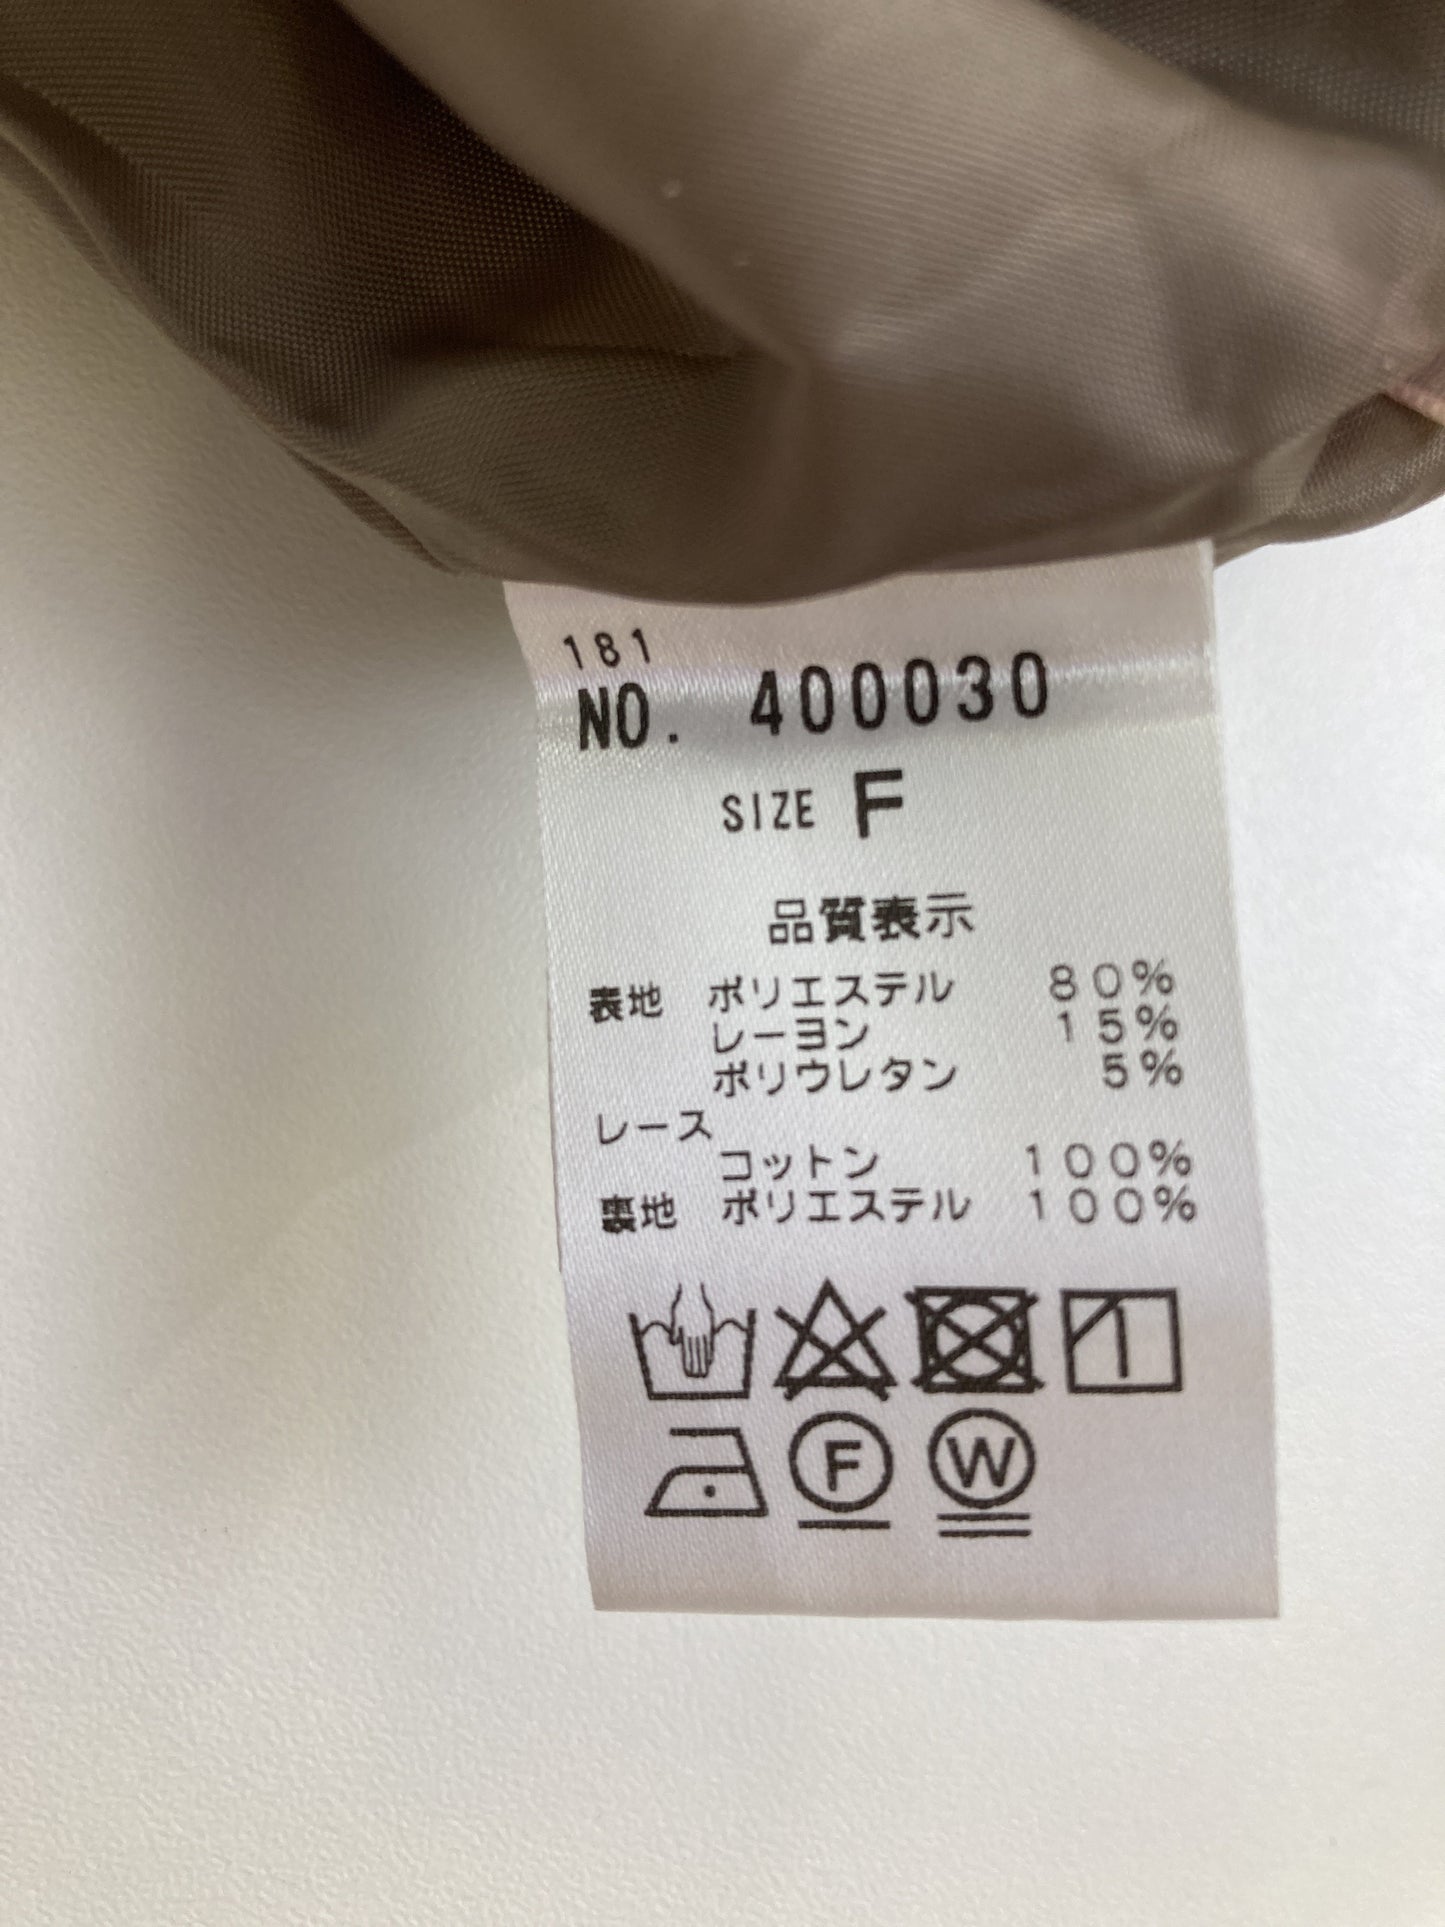 181
NO. 400030
SIZE F
品質表示
表地 ポリエステル 80%
レーヨン 15%
ポリウレタン 5%
レース
コットン 100%
裏地 ポリエステル 100%
F W